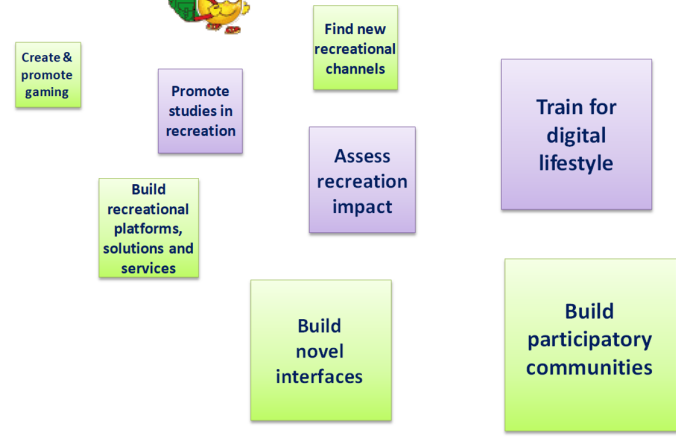 Find new
recreational
channels
Create &
promote
gaming
Promote
studies in
recreation
Train for
digital
lifestyle
Assess
recreation
impact
Build
recreational
platforms,
solutions and
services
Build
novel
interfaces
Build
participatory
communities